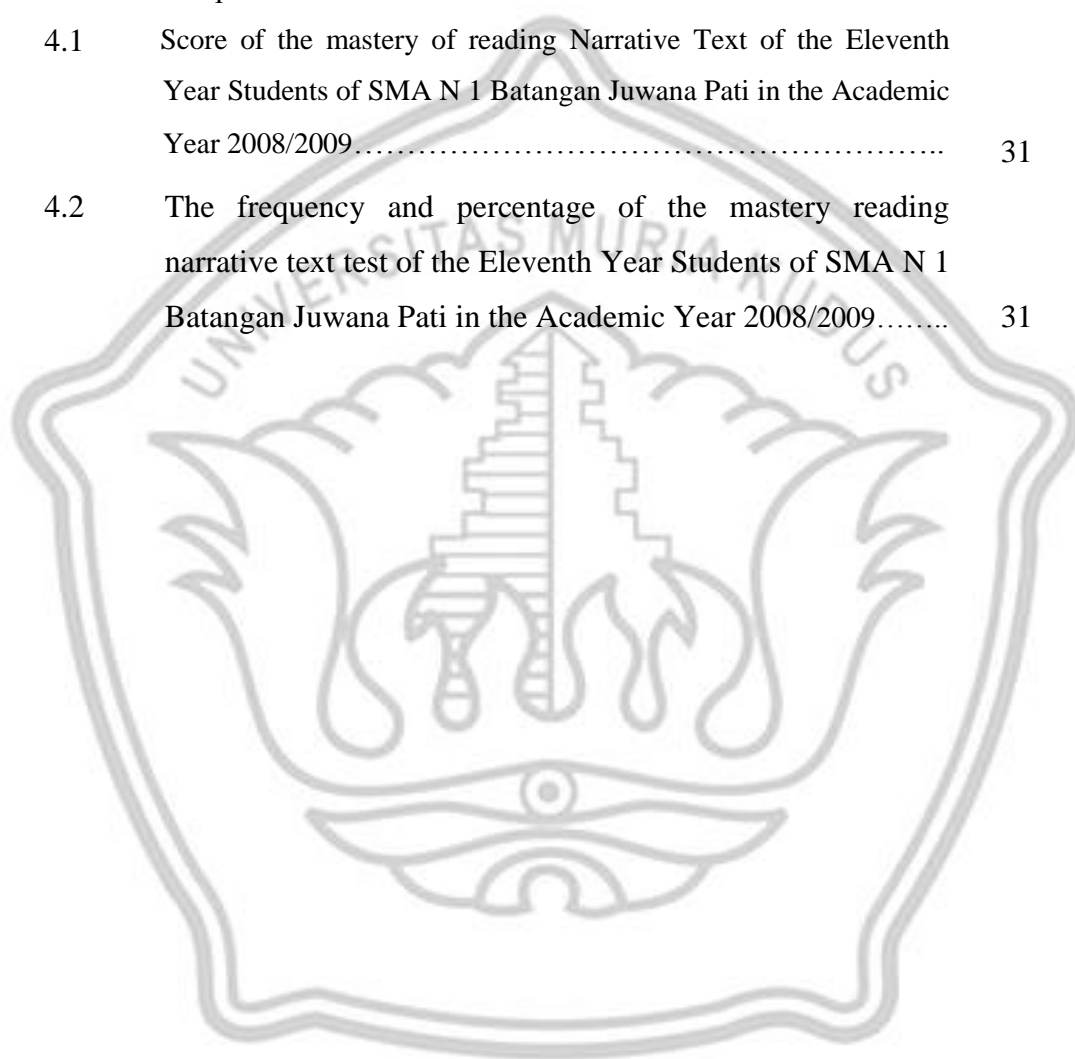 4.1 Score of the mastery of reading Narrative Text of the Eleventh
Year Students of SMA N 1 Batangan Juwana Pati in the Academic
Year 2008/2009……………………………………………….. 31
4.2 The frequency and percentage of the mastery reading
narrative text test of the Eleventh Year Students of SMA N 1
Batangan Juwana Pati in the Academic Year 2008/2009…….. 31
UNIVERSITAS MURIA KUDUS